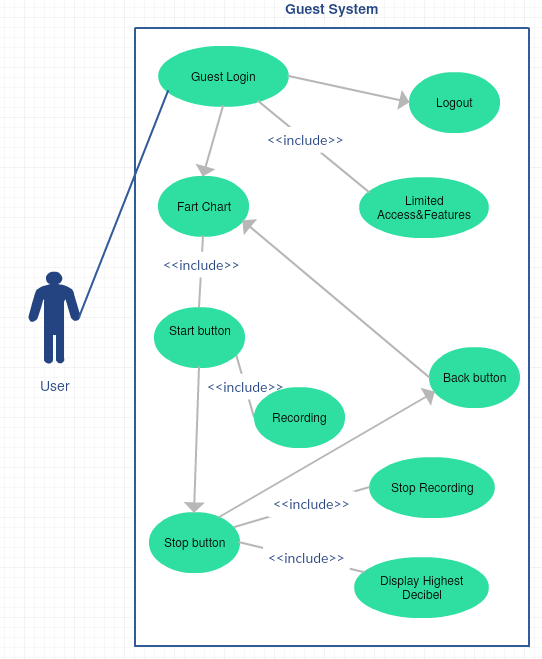 Guest System
Guest Login
Logout
<<include>>
Limited
Access&Features
Fart Chart
<<include>>
Start button
User
<<include>>
Back button
Recording
Stop Recording
<<include>>
Stop button
<<include>>
Display Highest
Decibel